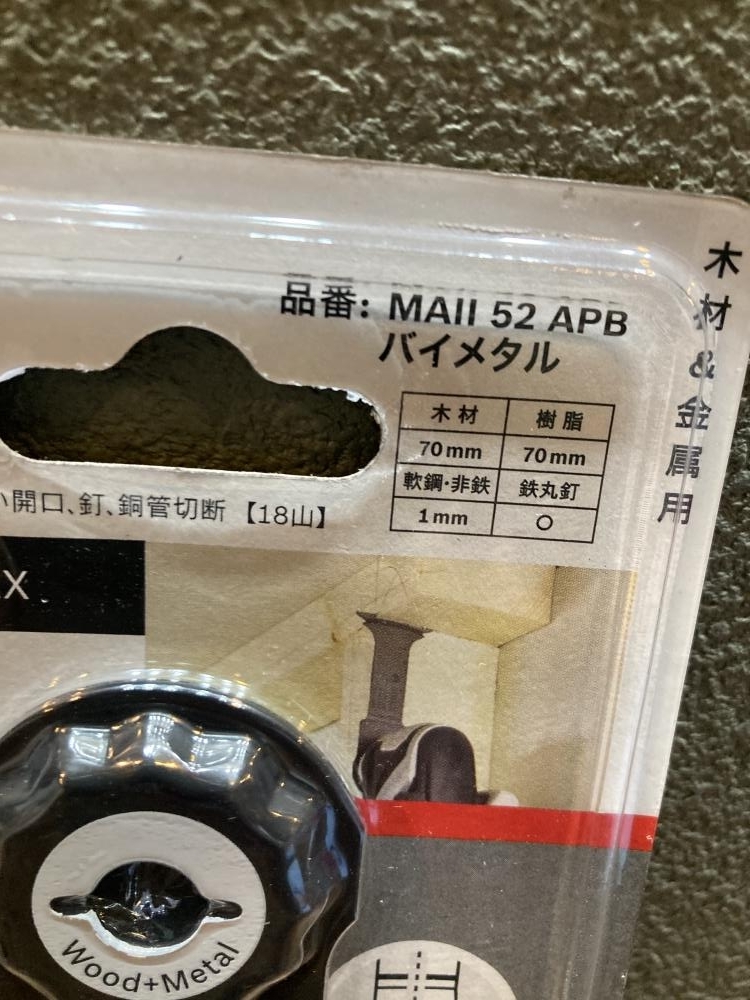 品番: MAII 52 APB
バイメタル
木材 樹脂
70mm 70mm
軟鋼・非鉄 鉄丸釘
1mm ○
開口、釘、銅管切断【18山】
木材&金属用
X
Wood+Metal